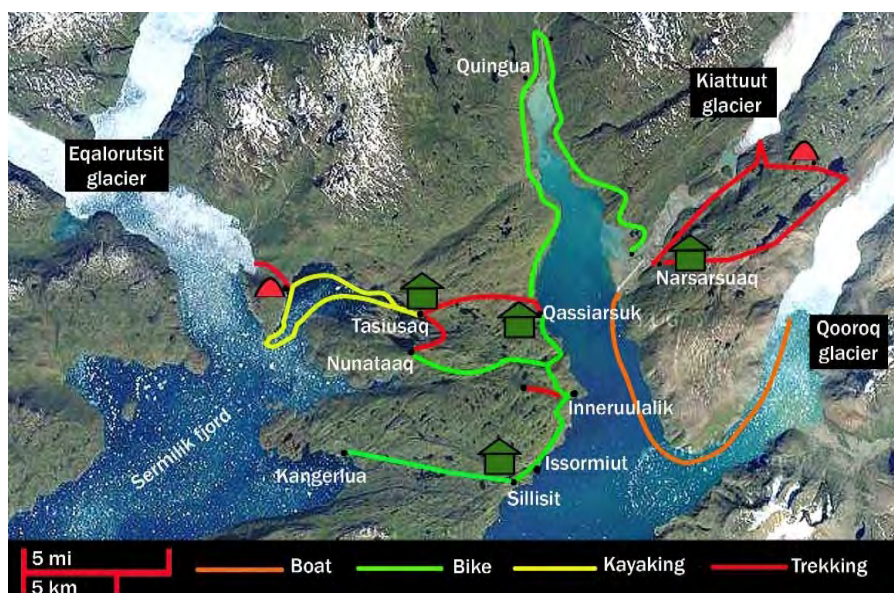 Quingua
Kiattuut
glacier
Eqalorutsit
glacier
Narsarsuaq
Tasiusaq
Qassiarsuk
Qooroq
glacier
Nunataaq
Inneruulalik
Sermilik fjord
Kangerlua
Issormiut
Sillisit
5 mi
5 km
Boat
Bike
Kayaking
Trekking